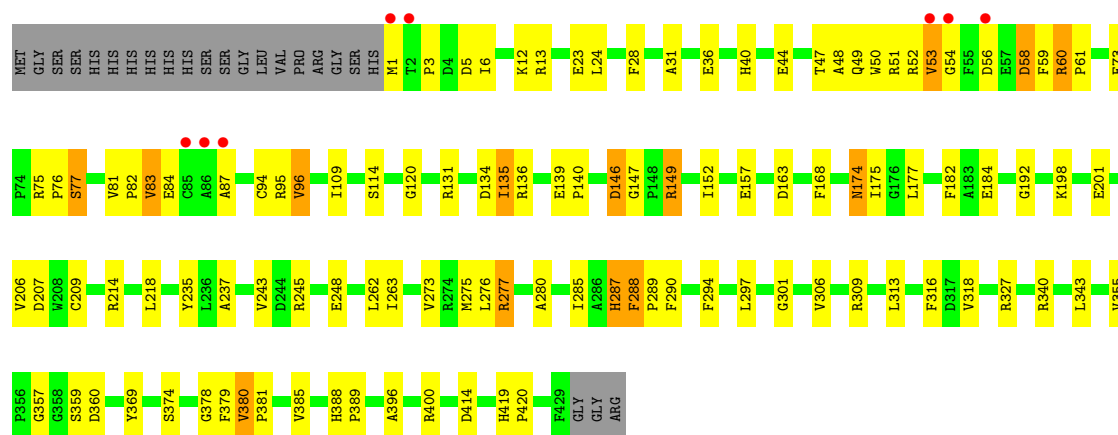 MET GLY SER SER HIS HIS HIS HIS HIS HIS SER SER GLY LEU VAL PRO ARG GLY SER HIS M1 T2 P3 D4 D5 I6 K12 R13 E23 L24 F28 A31 E36 H40 E44 T47 A48 Q49 W50 R51 R52 V53 G54 F55 D56 E57 D58 F59 R60 P61
P74 R75 P76 S77 V81 P82 V83 E84 C85 A86 A87 C94 R95 V96 I109 S114 G120 R131 D134 I135 R136 E139 P140 D146 G147 P148 R149 I152 E157 D163 F168 N174 I175 G176 L177 F182 A183 E184 G192 K198 E201
V206 D207 W208 C209 R214 L218 Y235 L236 A237 V243 D244 R245 E248 L262 I263 V273 R274 M275 L276 R277 A280 I285 A286 H287 F288 P289 F290 F294 L297 G301 V306 R309 L313 F316 D317 V318 R327 R340 L343
P356 G357 G358 S359 D360 Y369 S374 G378 F379 V380 P381 V385 H388 P389 A396 R400 D414 H419 P420 F429 GLY GLY ARG